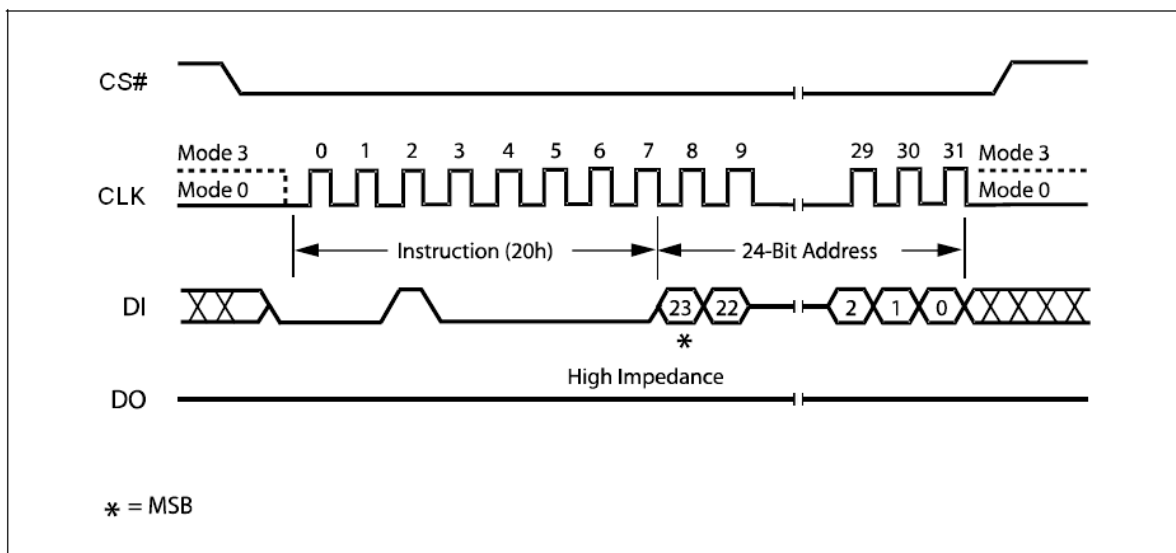 CS#
Mode 3 0 1 2 3 4 5 6 7 8 9 29 30 31 Mode 3
CLK Mode 0 Mode 0
Instruction (20h) 24-Bit Address
DI 23 22 2 1 0
*
High Impedance
DO
* = MSB